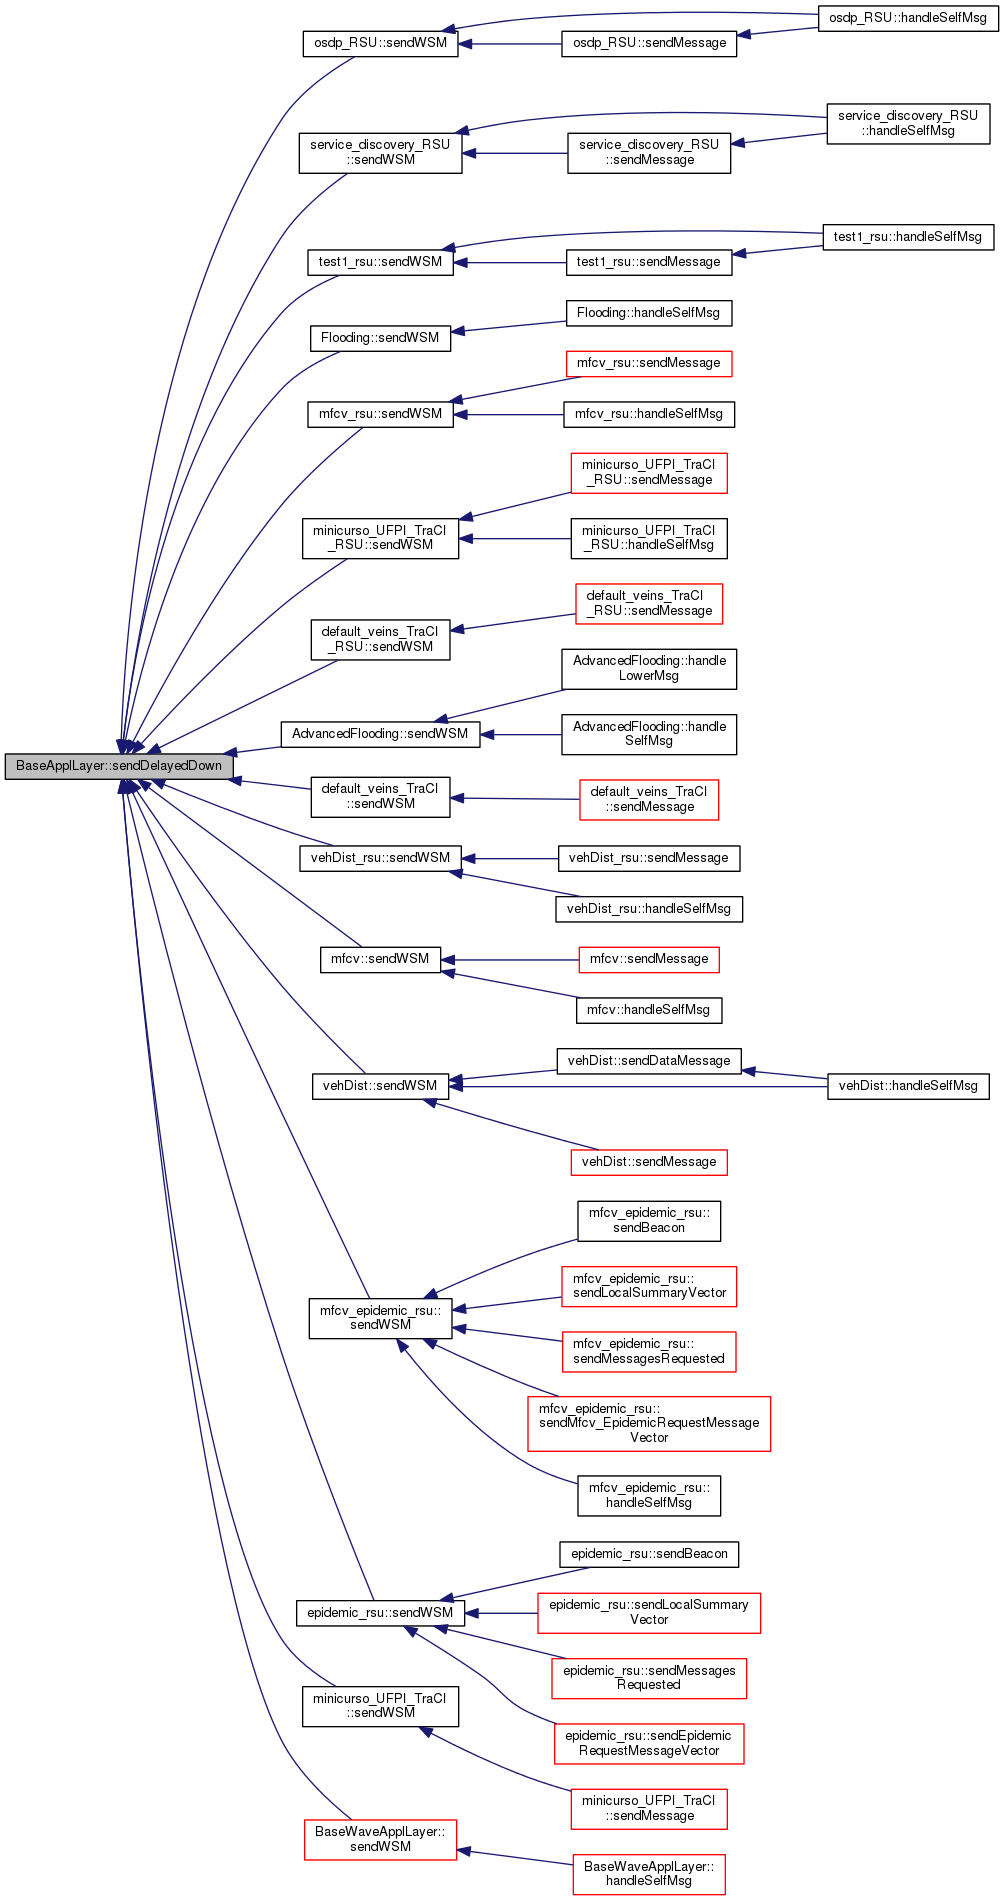 osdp_RSU::handleSelfMsg
osdp_RSU::sendWSM
osdp_RSU::sendMessage
service_discovery_RSU
::handleSelfMsg
service_discovery_RSU
::sendWSM
service_discovery_RSU
::sendMessage
test1_rsu::handleSelfMsg
test1_rsu::sendWSM
test1_rsu::sendMessage
Flooding::handleSelfMsg
Flooding::sendWSM
mfcv_rsu::sendMessage
mfcv_rsu::sendWSM
mfcv_rsu::handleSelfMsg
minicurso_UFPI_TraCI
_RSU::sendMessage
minicurso_UFPI_TraCI
_RSU::sendWSM
minicurso_UFPI_TraCI
_RSU::handleSelfMsg
default_veins_TraCI
_RSU::sendMessage
default_veins_TraCI
_RSU::sendWSM
AdvancedFlooding::handle
LowerMsg
AdvancedFlooding::sendWSM
AdvancedFlooding::handle
SelfMsg
BaseApplLayer::sendDelayedDown
default_veins_TraCI
::sendWSM
default_veins_TraCI
::sendMessage
vehDist_rsu::sendWSM
vehDist_rsu::sendMessage
vehDist_rsu::handleSelfMsg
mfcv::sendWSM
mfcv::sendMessage
mfcv::handleSelfMsg
vehDist::sendDataMessage
vehDist::sendWSM
vehDist::handleSelfMsg
vehDist::sendMessage
mfcv_epidemic_rsu::
sendBeacon
mfcv_epidemic_rsu::
sendLocalSummaryVector
mfcv_epidemic_rsu::
sendWSM
mfcv_epidemic_rsu::
sendMessagesRequested
mfcv_epidemic_rsu::
sendMfcv_EpidemicRequestMessage
Vector
mfcv_epidemic_rsu::
handleSelfMsg
epidemic_rsu::sendBeacon
epidemic_rsu::sendWSM
epidemic_rsu::sendLocalSummary
Vector
epidemic_rsu::sendMessages
Requested
minicurso_UFPI_TraCI
::sendWSM
epidemic_rsu::sendEpidemic
RequestMessageVector
minicurso_UFPI_TraCI
::sendMessage
BaseWaveApplLayer::
sendWSM
BaseWaveApplLayer::
handleSelfMsg